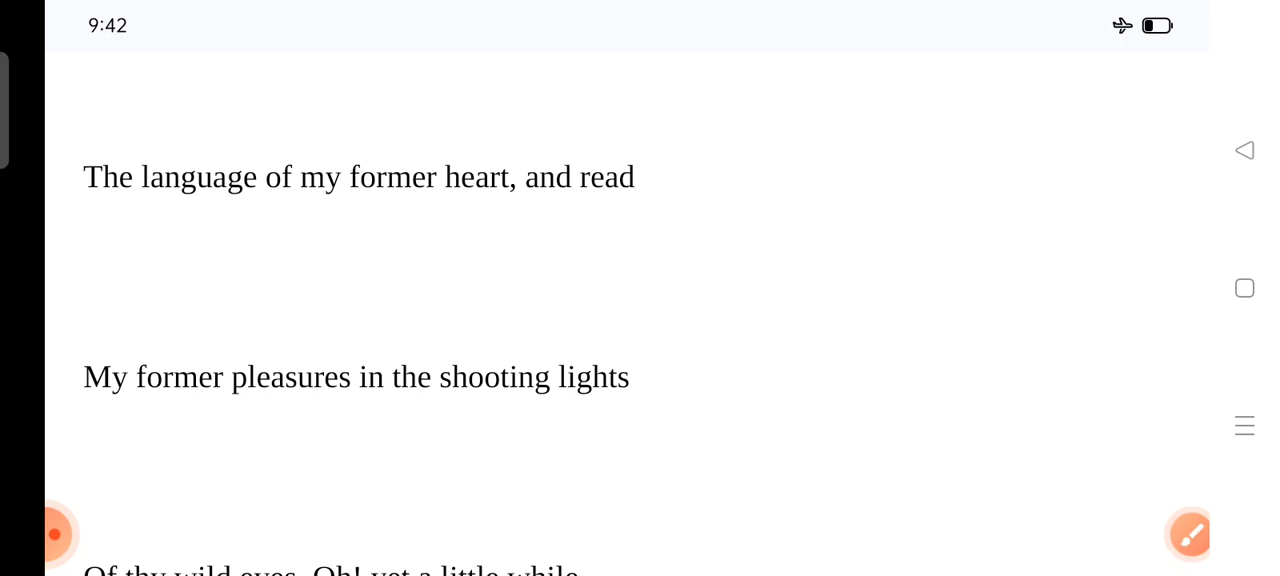 9:42
The language of my former heart, and read
My former pleasures in the shooting lights
Of thy wild eyes. Oh! yet a little while